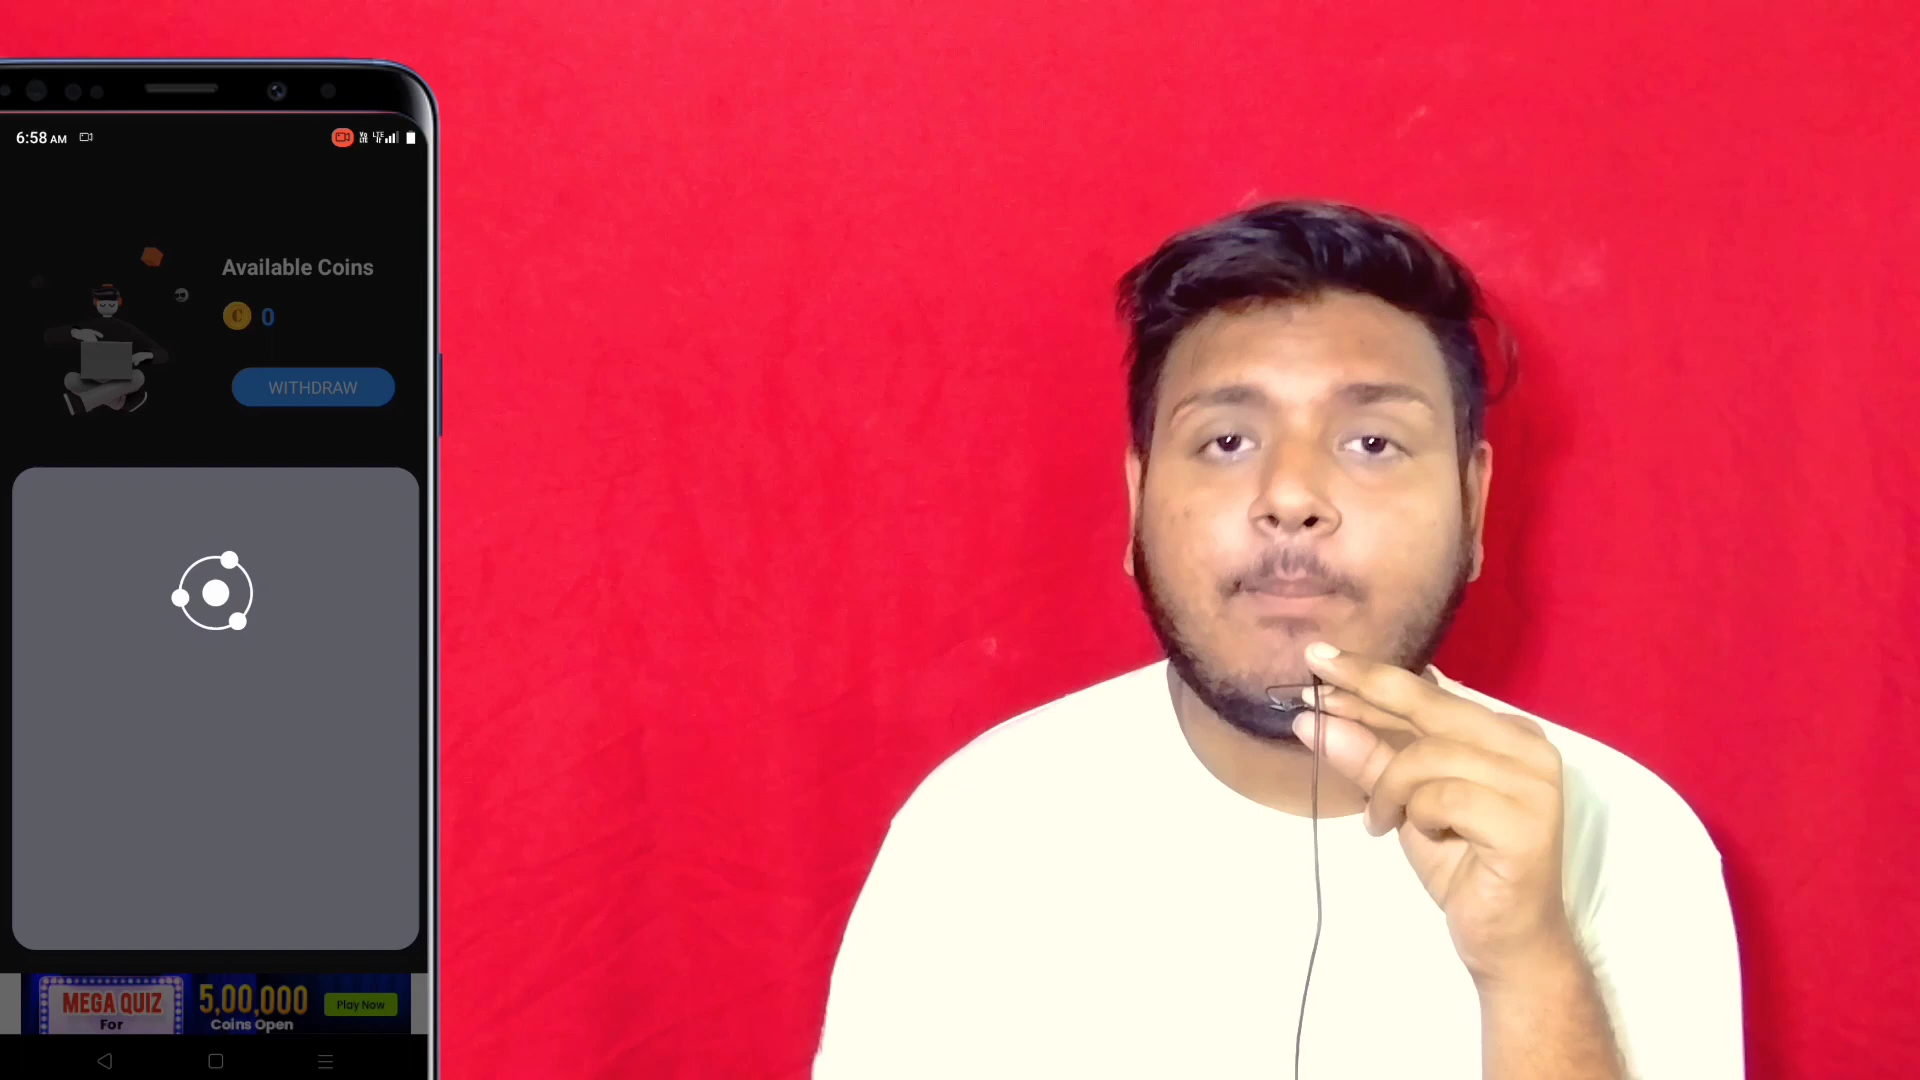 6:58 AM
Available Coins
0
WITHDRAW
MEGA QUIZ
For
5,00,000
Coins Open
Play Now